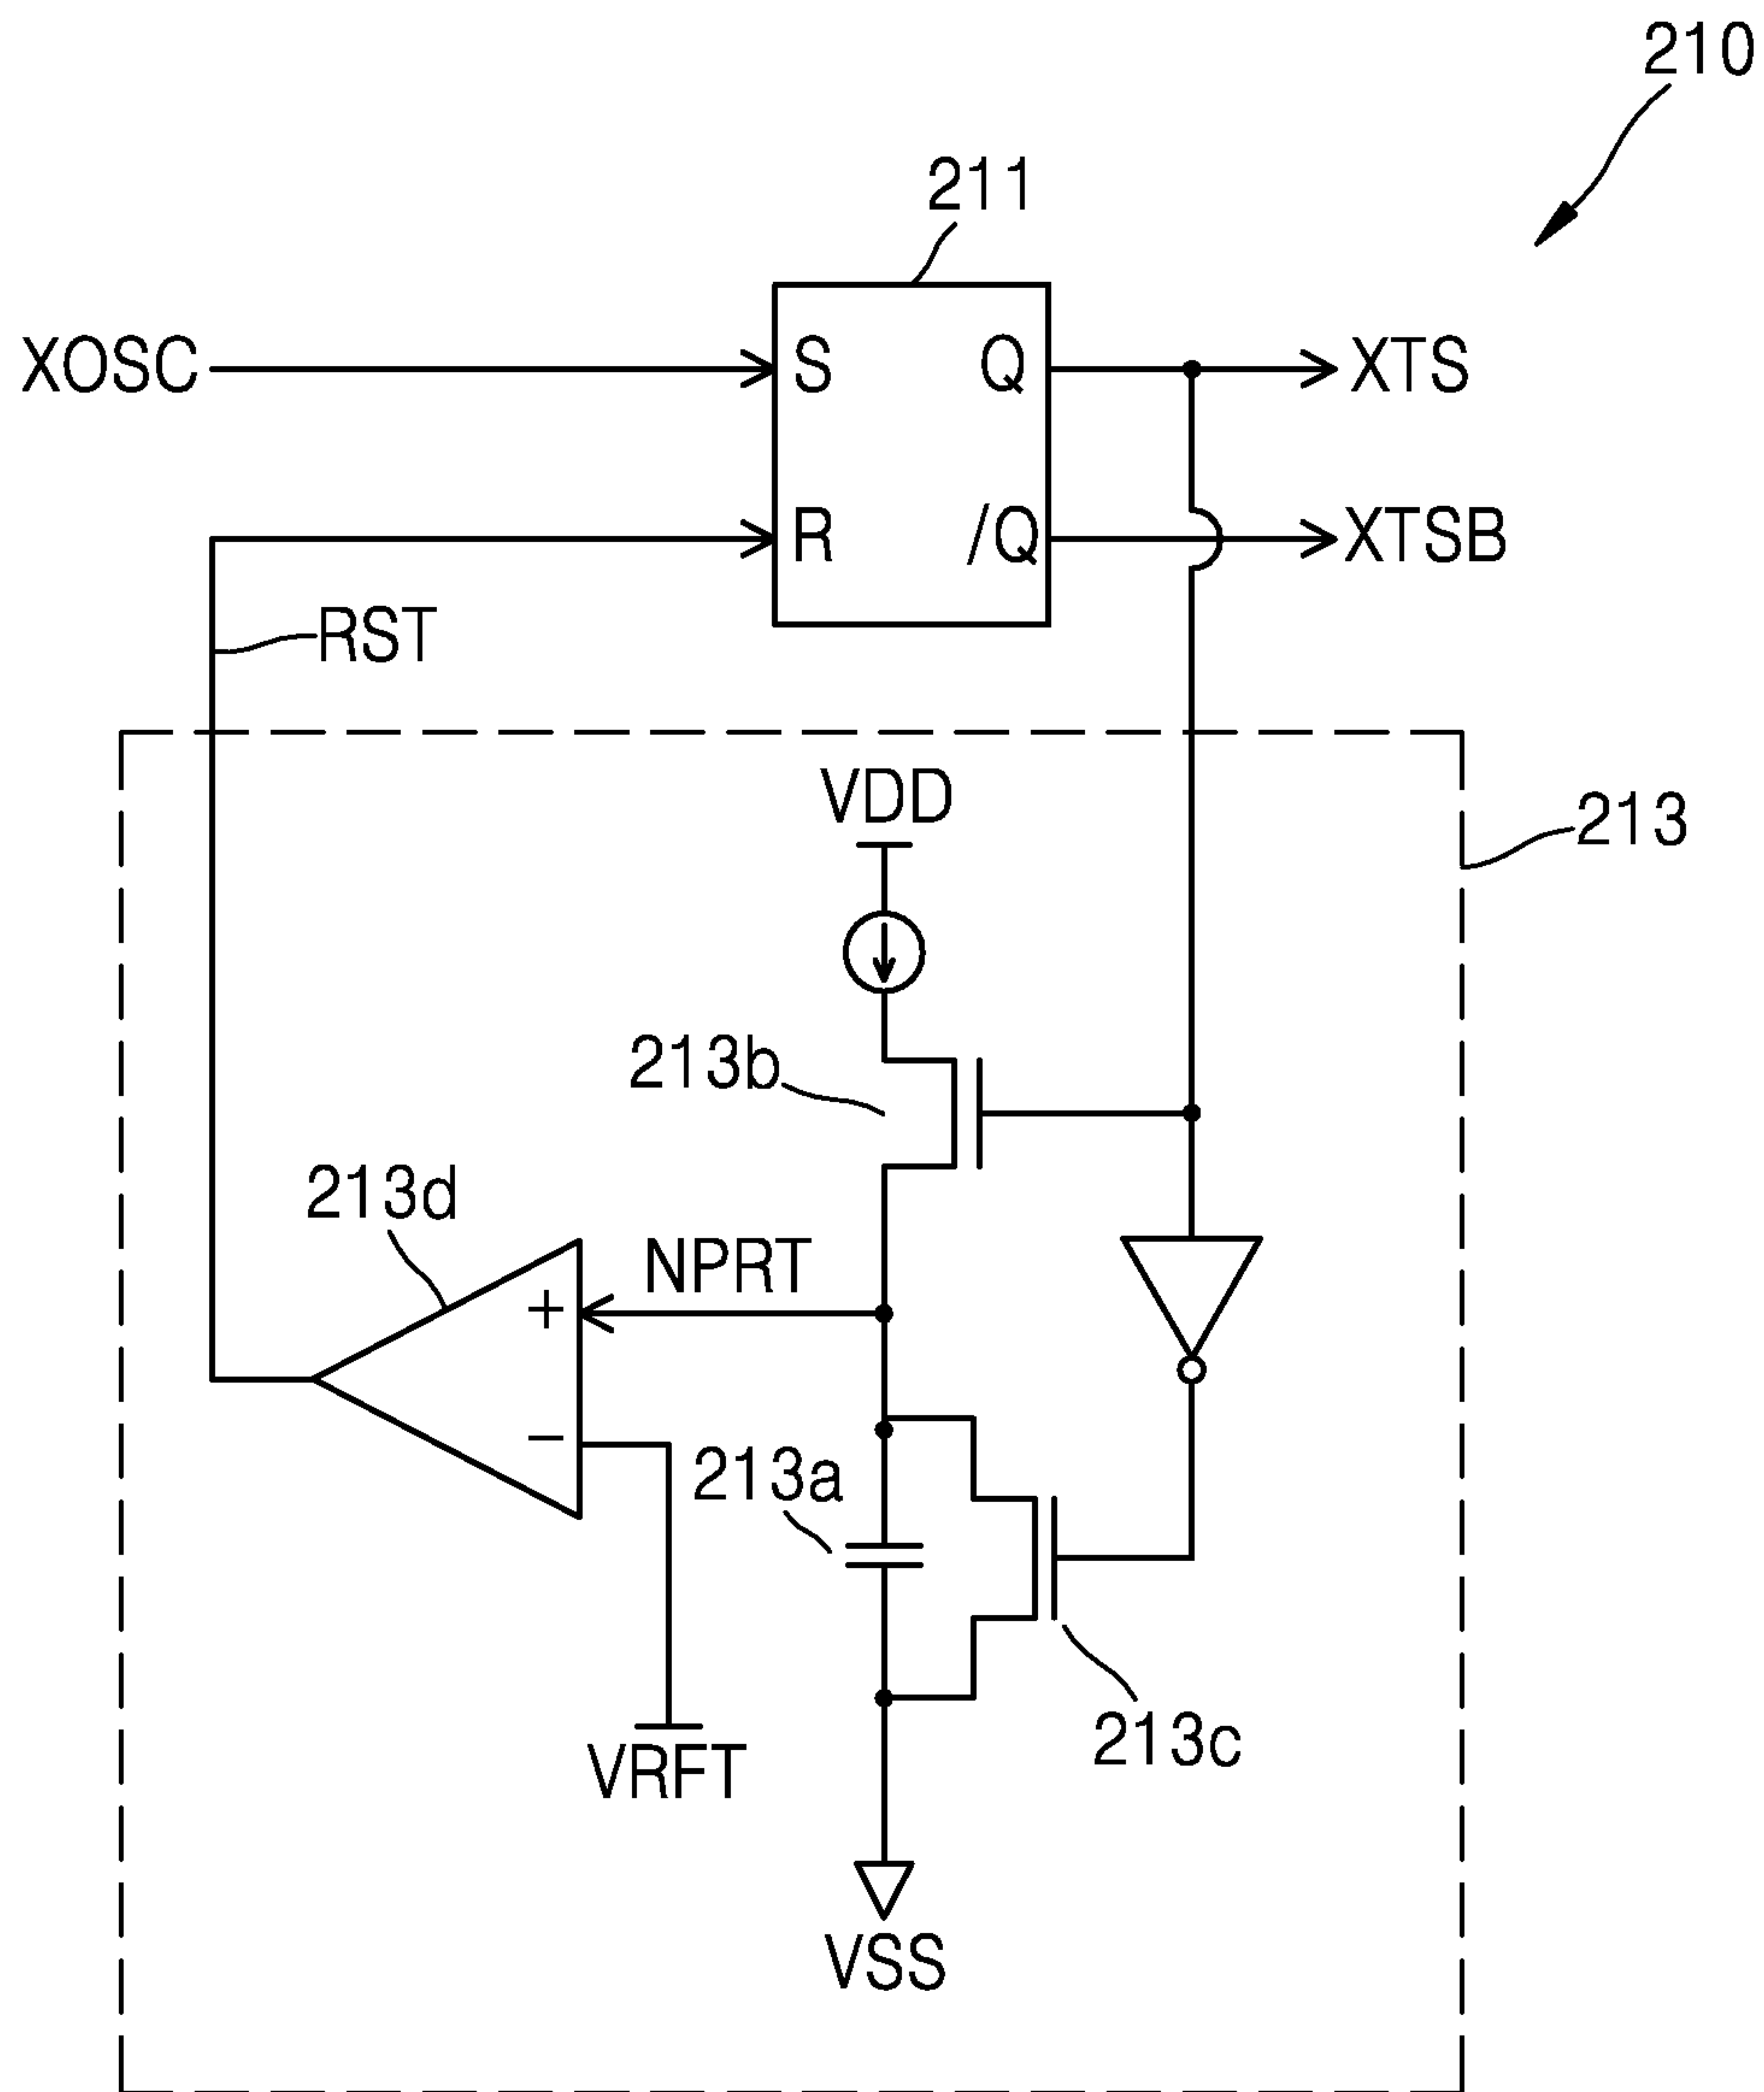 210
211
XOSC
S
Q
XTS
R
/Q
XTSB
RST
VDD
213
213b
213d
NPRT
+
−
213a
213c
VRFT
VSS